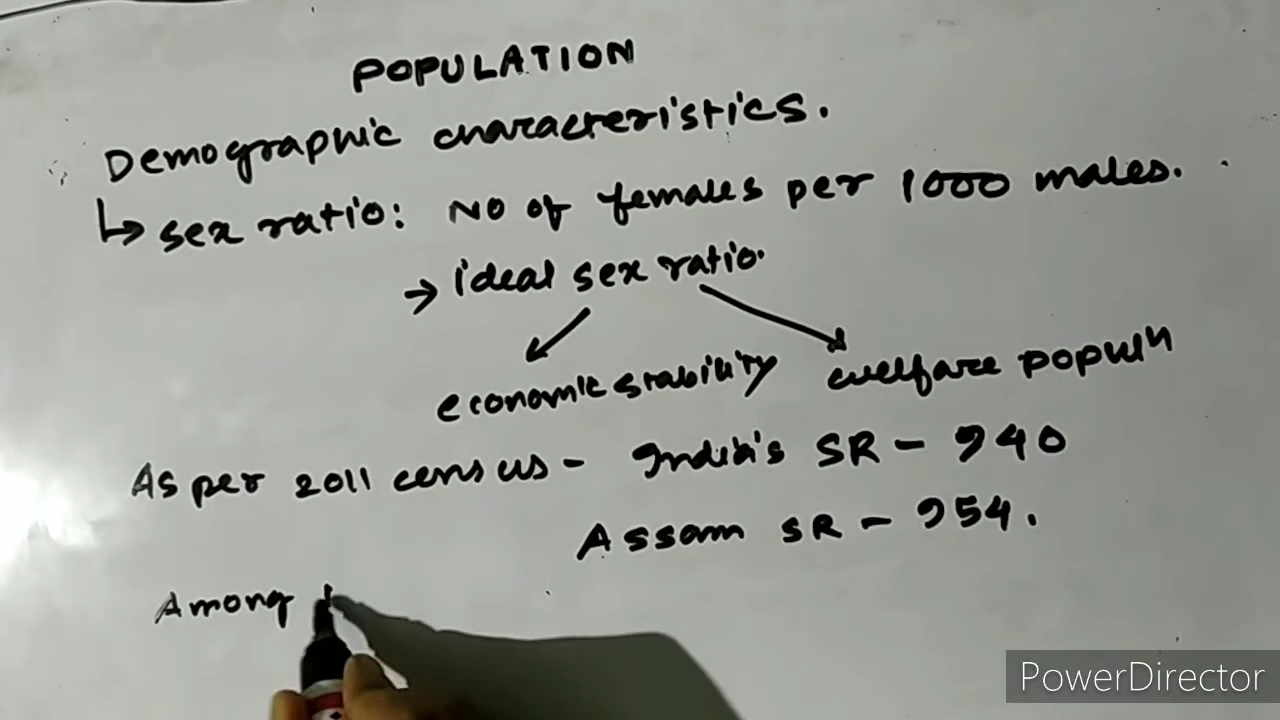 POPULATION
Demographic characteristics.
↳ sex ratio: NO of females per 1000 males.
→ ideal sex ratio.
economic stability welfare populn
As per 2011 census - India's SR - 940
Assam SR - 954.
Among
PowerDirector